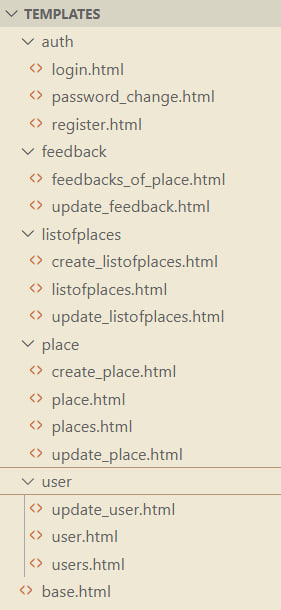 TEMPLATES
auth
login.html
password_change.html
register.html
feedback
feedbacks_of_place.html
update_feedback.html
listofplaces
create_listofplaces.html
listofplaces.html
update_listofplaces.html
place
create_place.html
place.html
places.html
update_place.html
user
update_user.html
user.html
users.html
base.html